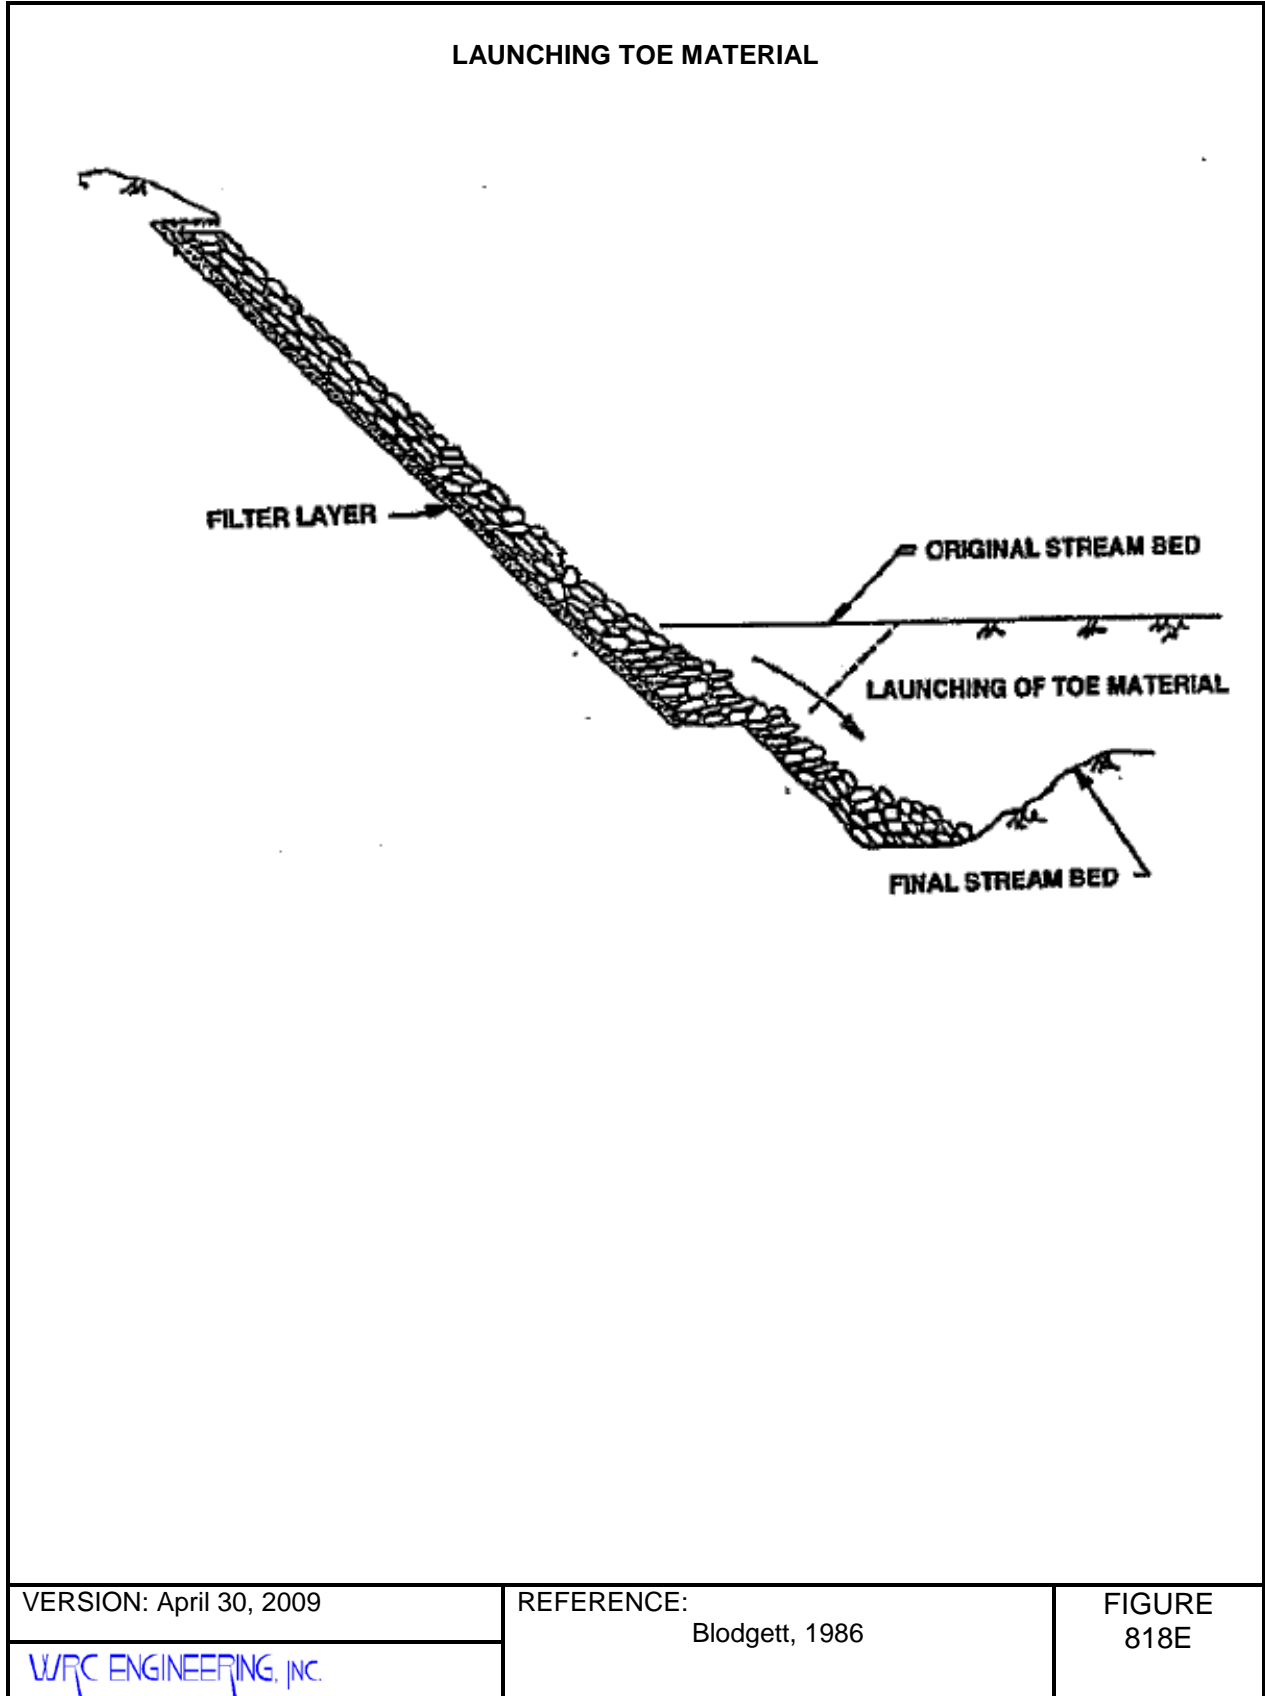 LAUNCHING TOE MATERIAL
FILTER LAYER
ORIGINAL STREAM BED
LAUNCHING OF TOE MATERIAL
FINAL STREAM BED
VERSION: April 30, 2009
REFERENCE:
Blodgett, 1986
FIGURE
818E
WRC ENGINEERING, INC.